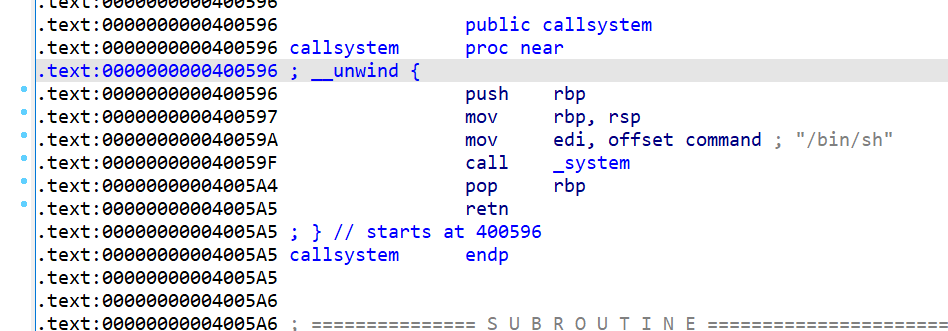 .text:0000000000400596
.text:0000000000400596 public callsystem
.text:0000000000400596 callsystem proc near
.text:0000000000400596 ; __unwind {
.text:0000000000400596 push rbp
.text:0000000000400597 mov rbp, rsp
.text:000000000040059A mov edi, offset command ; "/bin/sh"
.text:000000000040059F call _system
.text:00000000004005A4 pop rbp
.text:00000000004005A5 retn
.text:00000000004005A5 ; } // starts at 400596
.text:00000000004005A5 callsystem endp
.text:00000000004005A5
.text:00000000004005A6
.text:00000000004005A6 ; =============== S U B R O U T I N E =======================